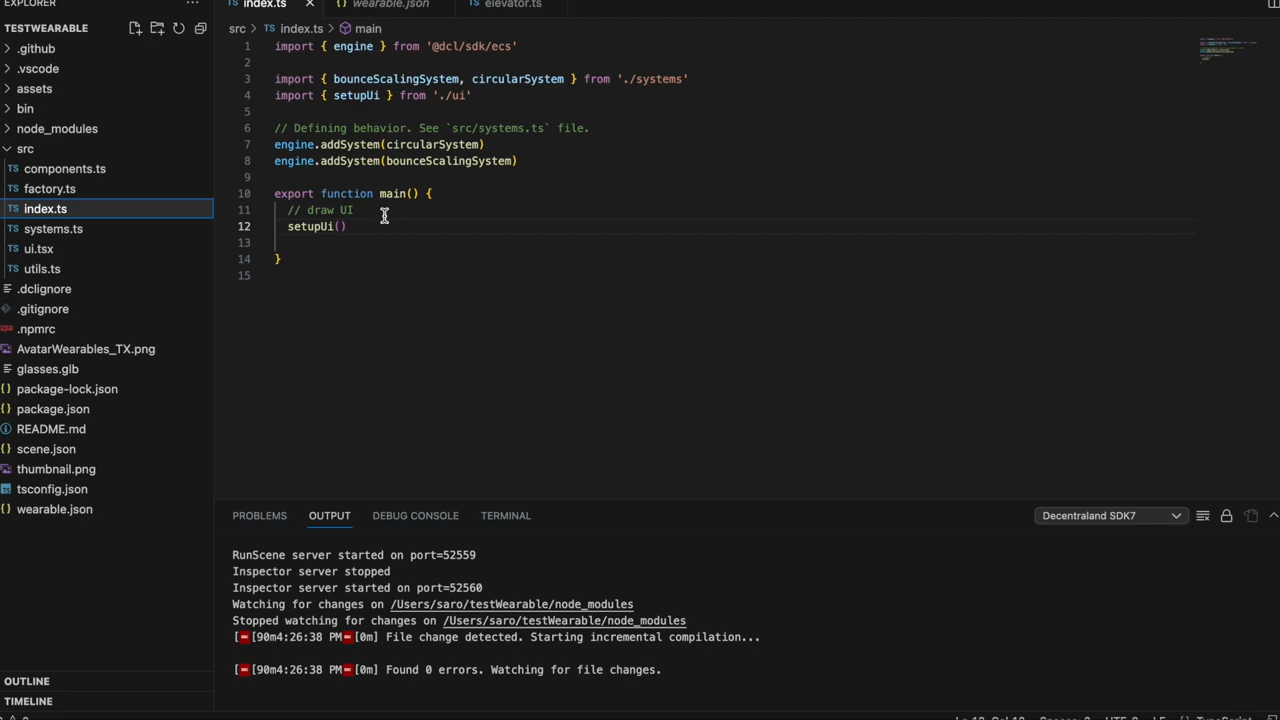 EXPLORER
TESTWEARABLE
.github
.vscode
assets
bin
node_modules
src
TS components.ts
TS factory.ts
TS index.ts
TS systems.ts
TS ui.tsx
TS utils.ts
.dclignore
.gitignore
.npmrc
AvatarWearables_TX.png
glasses.glb
{} package-lock.json
{} package.json
README.md
{} scene.json
thumbnail.png
tsconfig.json
{} wearable.json
OUTLINE
TIMELINE
index.ts
{} wearable.json
TS elevator.ts
src > TS index.ts > main
1 import { engine } from '@dcl/sdk/ecs'
2
3 import { bounceScalingSystem, circularSystem } from './systems'
4 import { setupUi } from './ui'
5
6 // Defining behavior. See `src/systems.ts` file.
7 engine.addSystem(circularSystem)
8 engine.addSystem(bounceScalingSystem)
9
10 export function main() {
11 // draw UI
12 setupUi()
13
14 }
15
PROBLEMS OUTPUT DEBUG CONSOLE TERMINAL
Decentraland SDK7
RunScene server started on port=52559
Inspector server stopped
Inspector server started on port=52560
Watching for changes on /Users/saro/testWearable/node_modules
Stopped watching for changes on /Users/saro/testWearable/node_modules
[ESC[90m4:26:38 PMESC[0m] File change detected. Starting incremental compilation...
[ESC[90m4:26:38 PMESC[0m] Found 0 errors. Watching for file changes.